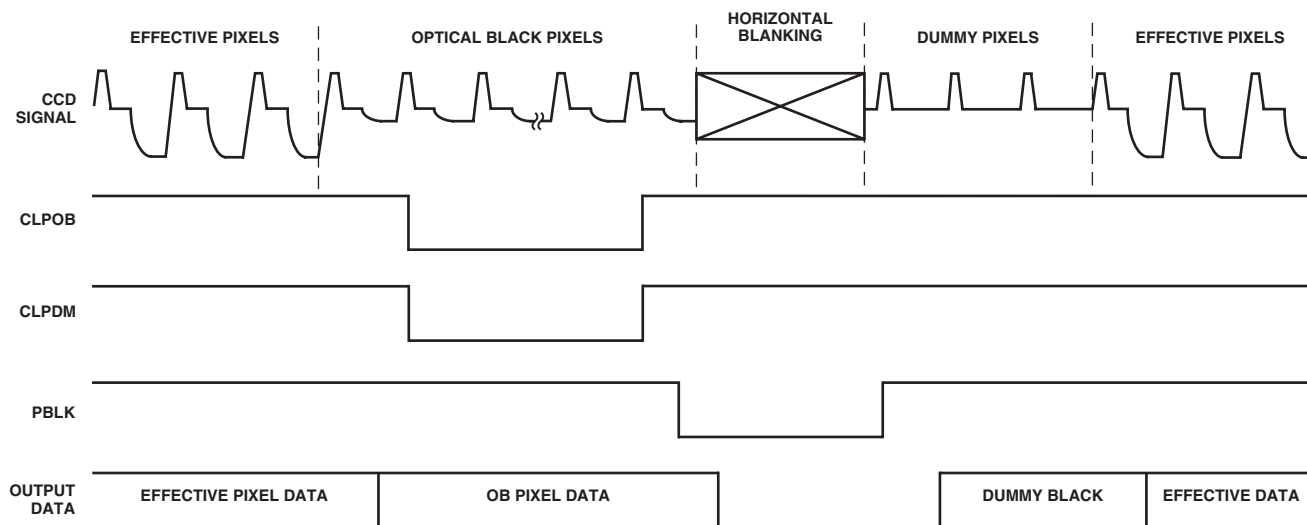 EFFECTIVE PIXELS
OPTICAL BLACK PIXELS
HORIZONTAL
BLANKING
DUMMY PIXELS
EFFECTIVE PIXELS
CCD
SIGNAL
CLPOB
CLPDM
PBLK
OUTPUT
DATA
EFFECTIVE PIXEL DATA
OB PIXEL DATA
DUMMY BLACK
EFFECTIVE DATA